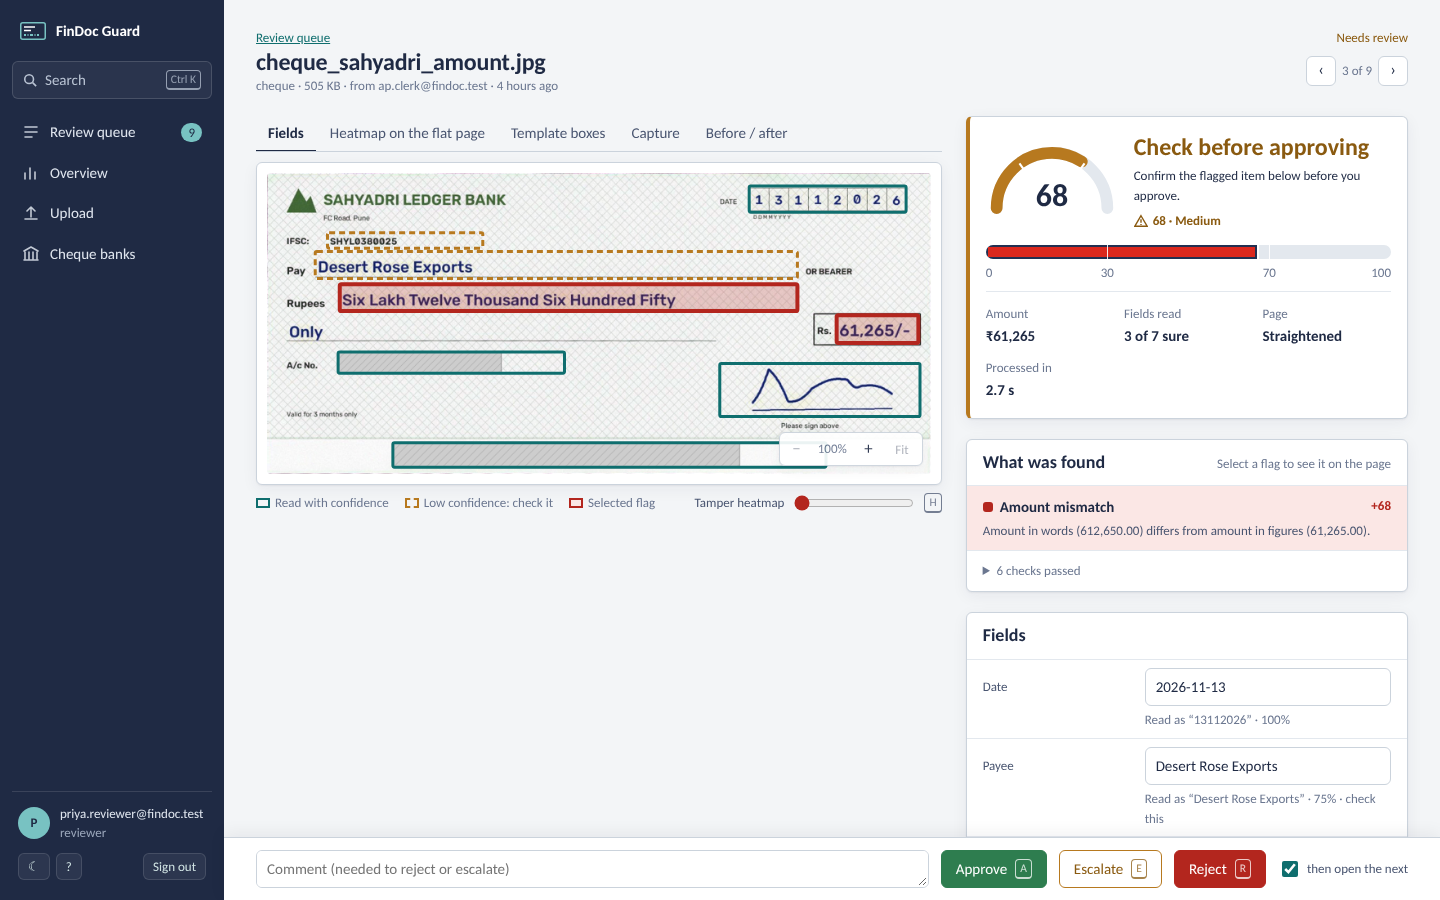 FinDoc Guard
Search Ctrl K
Review queue 9
Overview
Upload
Cheque banks
P priya.reviewer@findoc.test
reviewer
? Sign out
Review queue
cheque_sahyadri_amount.jpg
cheque · 505 KB · from ap.clerk@findoc.test · 4 hours ago
Needs review
‹ 3 of 9 ›
Fields Heatmap on the flat page Template boxes Capture Before / after
SAHYADRI LEDGER BANK
FC Road, Pune
DATE 1 3 1 1 2 0 2 6
DDMMYYYY
IFSC: SHYL0380025
Pay Desert Rose Exports OR BEARER
Rupees Six Lakh Twelve Thousand Six Hundred Fifty
Only
Rs. 61,265/-
A/c No.
Valid for 3 months only
Please sign above
− 100% + Fit
Read with confidence Low confidence: check it Selected flag Tamper heatmap H
68
Check before approving
Confirm the flagged item below before you
approve.
68 · Medium
0 30 70 100
Amount Fields read Page
₹61,265 3 of 7 sure Straightened
Processed in
2.7 s
What was found Select a flag to see it on the page
Amount mismatch +68
Amount in words (612,650.00) differs from amount in figures (61,265.00).
6 checks passed
Fields
Date 2026-11-13
Read as “13112026” · 100%
Payee Desert Rose Exports
Read as “Desert Rose Exports” · 75% · check
this
Comment (needed to reject or escalate) Approve A Escalate E Reject R then open the next